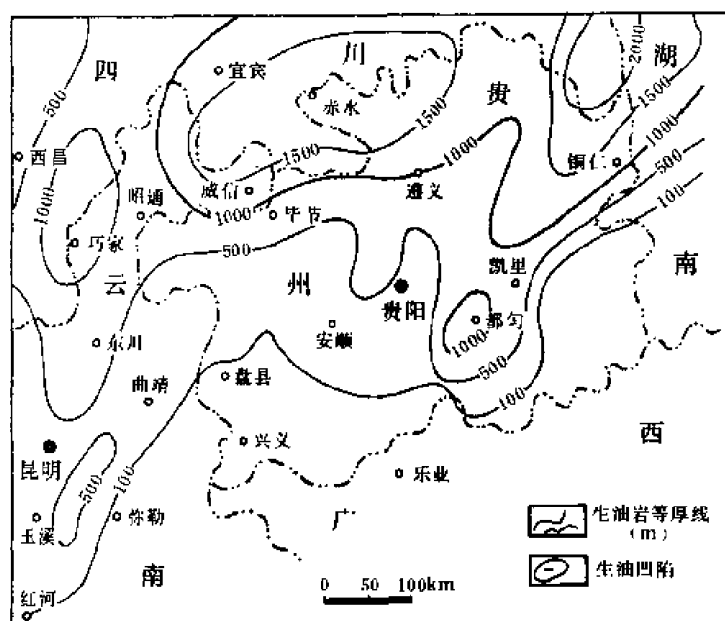 四
川
湖
贵
云
州
南
南
西
广
宜宾
赤水
西昌
昭通
威信
毕节
遵义
铜仁
巧家
凯里
贵阳
都匀
安顺
东川
曲靖
盘县
昆明
兴义
乐业
玉溪
弥勒
红河
500
1000
1500
1500
1000
1000
500
2000
1500
1000
500
100
1000
500
100
500
100
生油岩等厚线
(m)
生油凹陷
0 50 100km